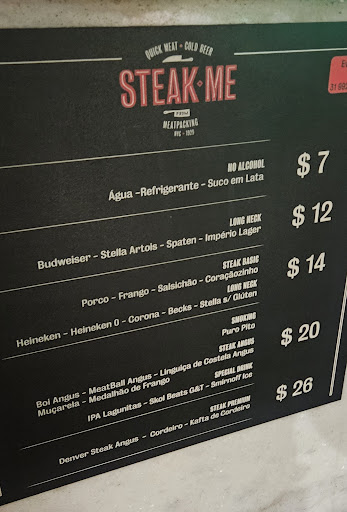 QUICK MEAT + COLD BEER
STEAK ME
MEATPACKING
NO ALCOHOL
Água -Refrigerante - Suco em Lata
$ 7
LONG NECK
Budweiser - Stella Artois - Spaten - Império Lager
$ 12
STEAK BASIC
Porco - Frango - Salsichão - Coraçãozinho
LONG NECK
Heineken - Heineken 0 - Corona - Becks - Stella s/ Glúten
$ 14
SMOKING
Puro Pito
STEAK ANGUS
Boi Angus - MeatBall Angus - Linguiça de Costela Angus
Muçarela - Medalhão de Frango
SPECIAL DRINK
IPA Lagunitas - Skol Beats G&T - Smirnoff Ice
$ 20
STEAK PREMIUM
Denver Steak Angus - Cordeiro - Kafta de Cordeiro
$ 26